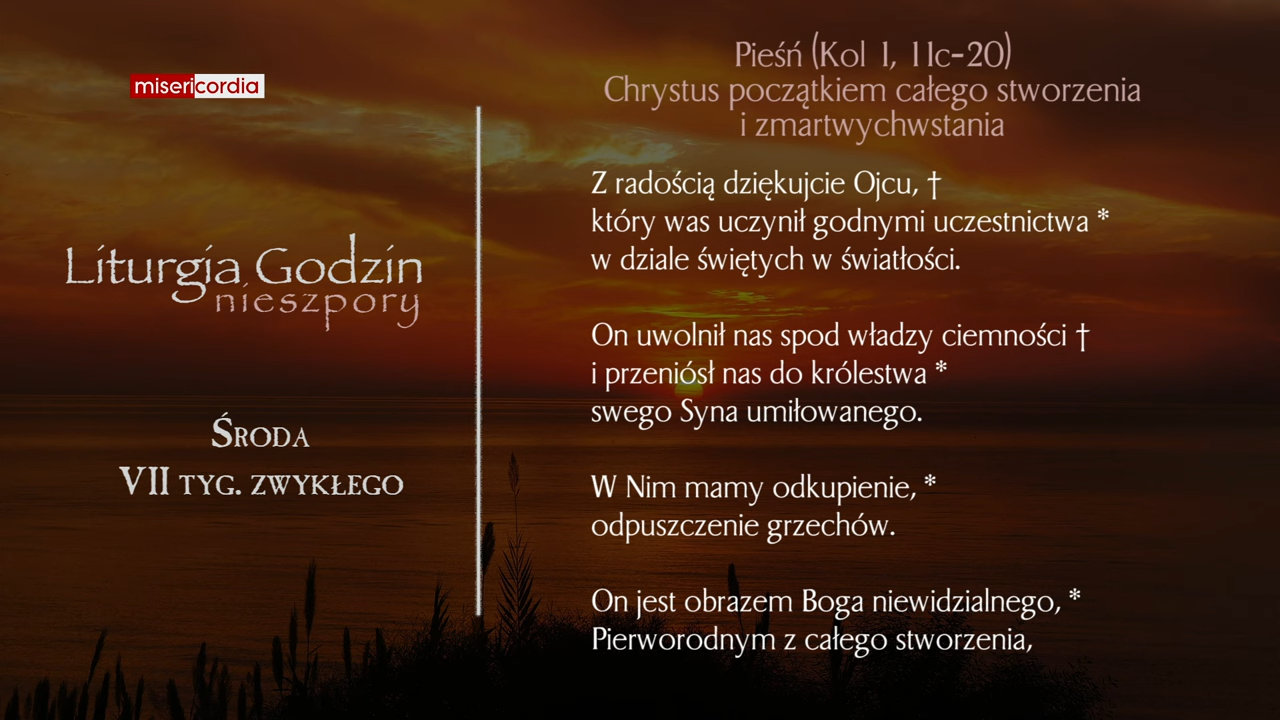 misericordia
Liturgia Godzin
nieszpory
Środa
VII tyg. zwykłego
Pieśń (Kol 1, 11c-20)
Chrystus początkiem całego stworzenia
i zmartwychwstania
Z radością dziękujcie Ojcu, †
który was uczynił godnymi uczestnictwa *
w dziale świętych w światłości.
On uwolnił nas spod władzy ciemności †
i przeniósł nas do królestwa *
swego Syna umiłowanego.
W Nim mamy odkupienie, *
odpuszczenie grzechów.
On jest obrazem Boga niewidzialnego, *
Pierworodnym z całego stworzenia,